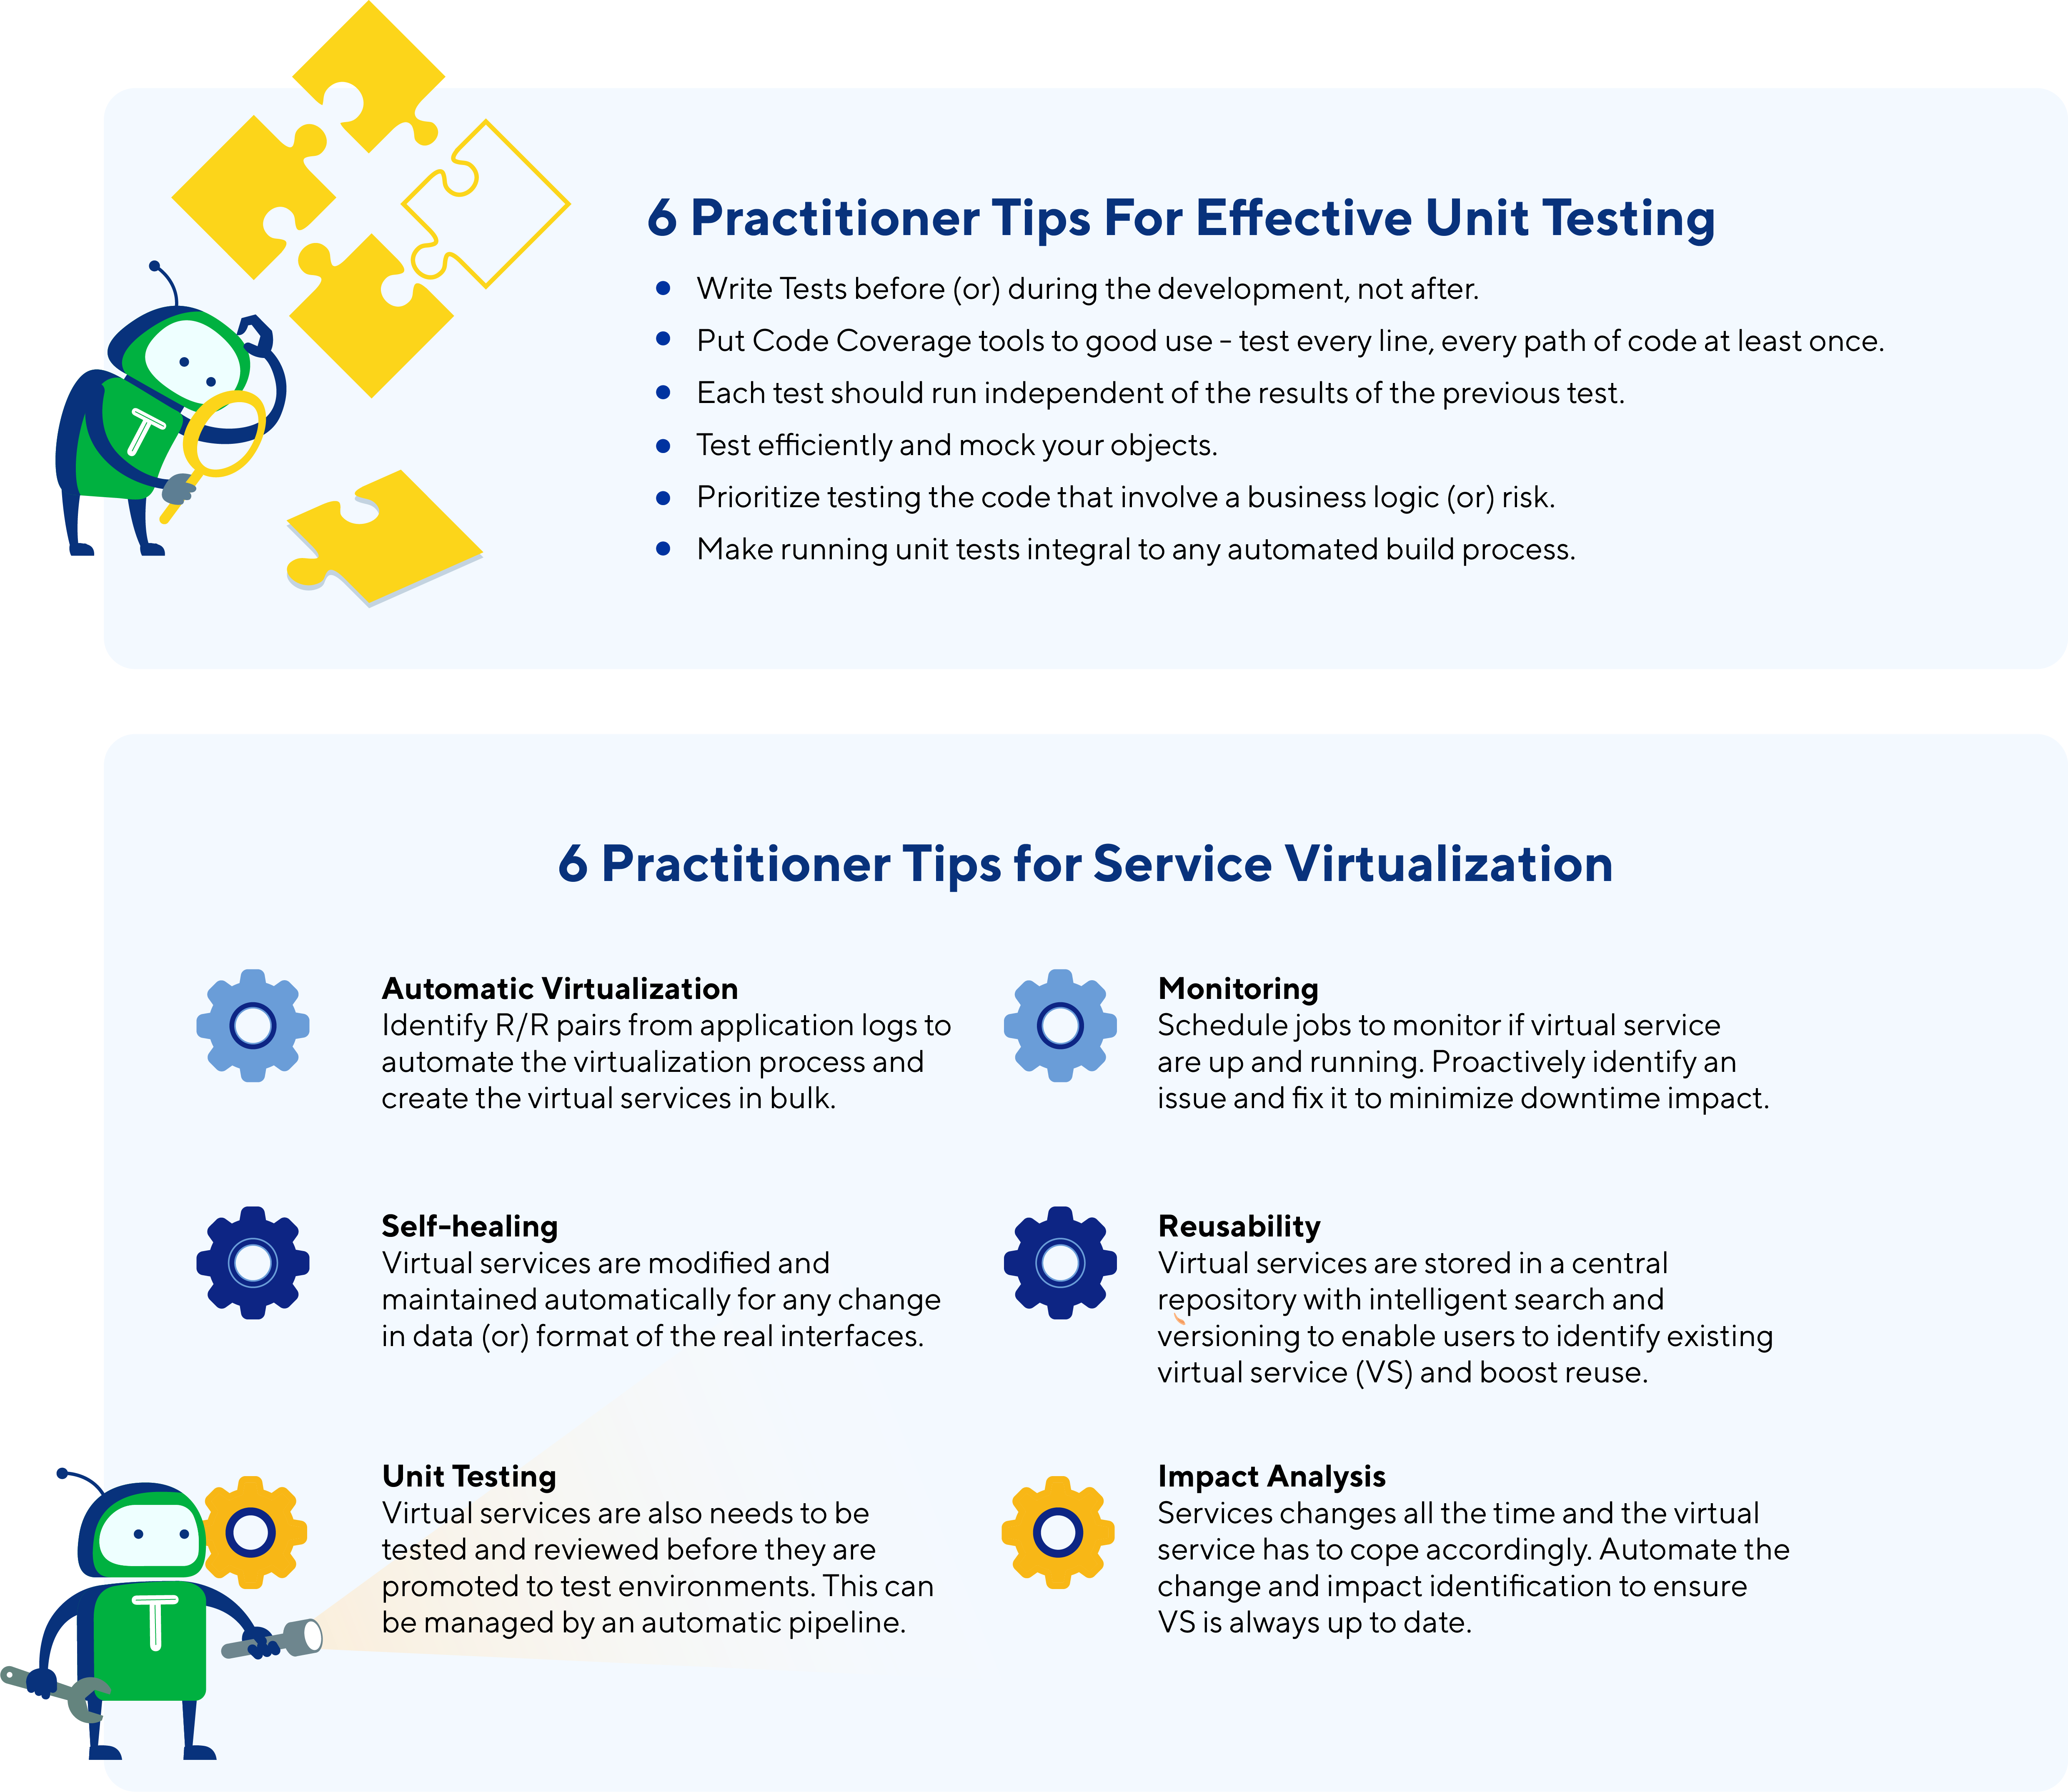 6 Practitioner Tips For Effective Unit Testing
Write Tests before (or) during the development, not after.
Put Code Coverage tools to good use - test every line, every path of code at least once.
Each test should run independent of the results of the previous test.
Test efficiently and mock your objects.
Prioritize testing the code that involve a business logic (or) risk.
Make running unit tests integral to any automated build process.
T
6 Practitioner Tips for Service Virtualization
Automatic Virtualization
Identify R/R pairs from application logs to
automate the virtualization process and
create the virtual services in bulk.
Monitoring
Schedule jobs to monitor if virtual service
are up and running. Proactively identify an
issue and fix it to minimize downtime impact.
Self-healing
Virtual services are modified and
maintained automatically for any change
in data (or) format of the real interfaces.
Reusability
Virtual services are stored in a central
repository with intelligent search and
versioning to enable users to identify existing
virtual service (VS) and boost reuse.
Unit Testing
Virtual services are also needs to be
tested and reviewed before they are
promoted to test environments. This can
be managed by an automatic pipeline.
Impact Analysis
Services changes all the time and the virtual
service has to cope accordingly. Automate the
change and impact identification to ensure
VS is always up to date.
T